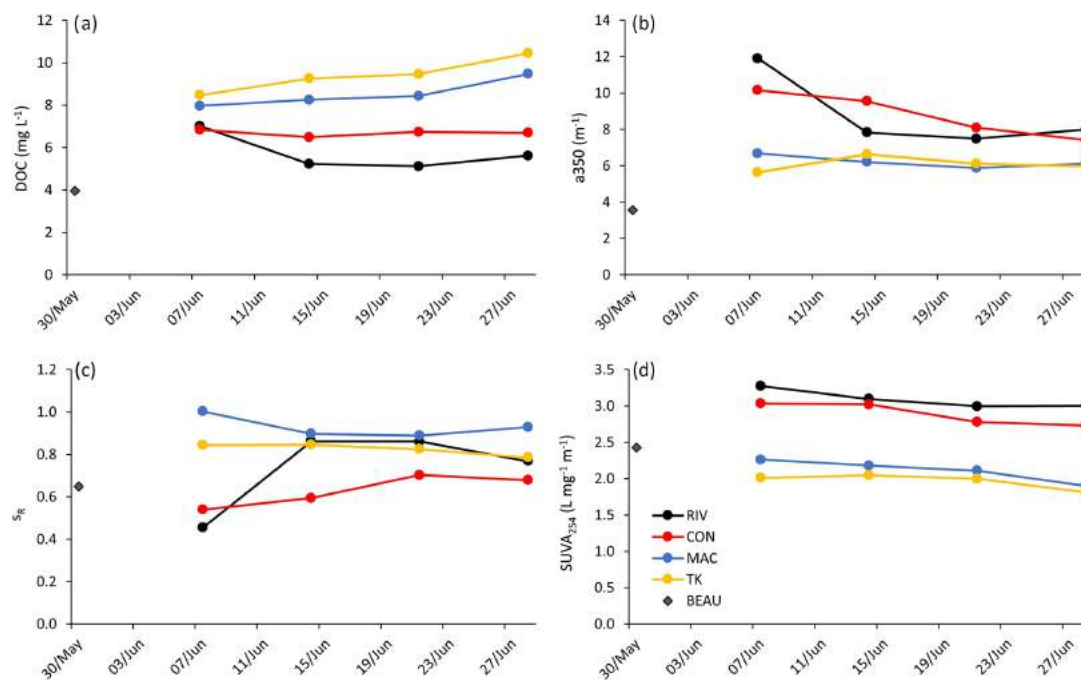 (a)
12
10
8
6
4
2
0
DOC (mg L⁻¹)
30/May 03/Jun 07/Jun 11/Jun 15/Jun 19/Jun 23/Jun 27/Jun
(b)
14
12
10
8
6
4
2
0
a350 (m⁻¹)
30/May 03/Jun 07/Jun 11/Jun 15/Jun 19/Jun 23/Jun 27/Jun
(c)
1.2
1.0
0.8
0.6
0.4
0.2
0.0
s_R
30/May 03/Jun 07/Jun 11/Jun 15/Jun 19/Jun 23/Jun 27/Jun
(d)
3.5
3.0
2.5
2.0
1.5
1.0
0.5
0.0
SUVA₂₅₄ (L mg⁻¹ m⁻¹)
RIV
CON
MAC
TK
BEAU
30/May 03/Jun 07/Jun 11/Jun 15/Jun 19/Jun 23/Jun 27/Jun